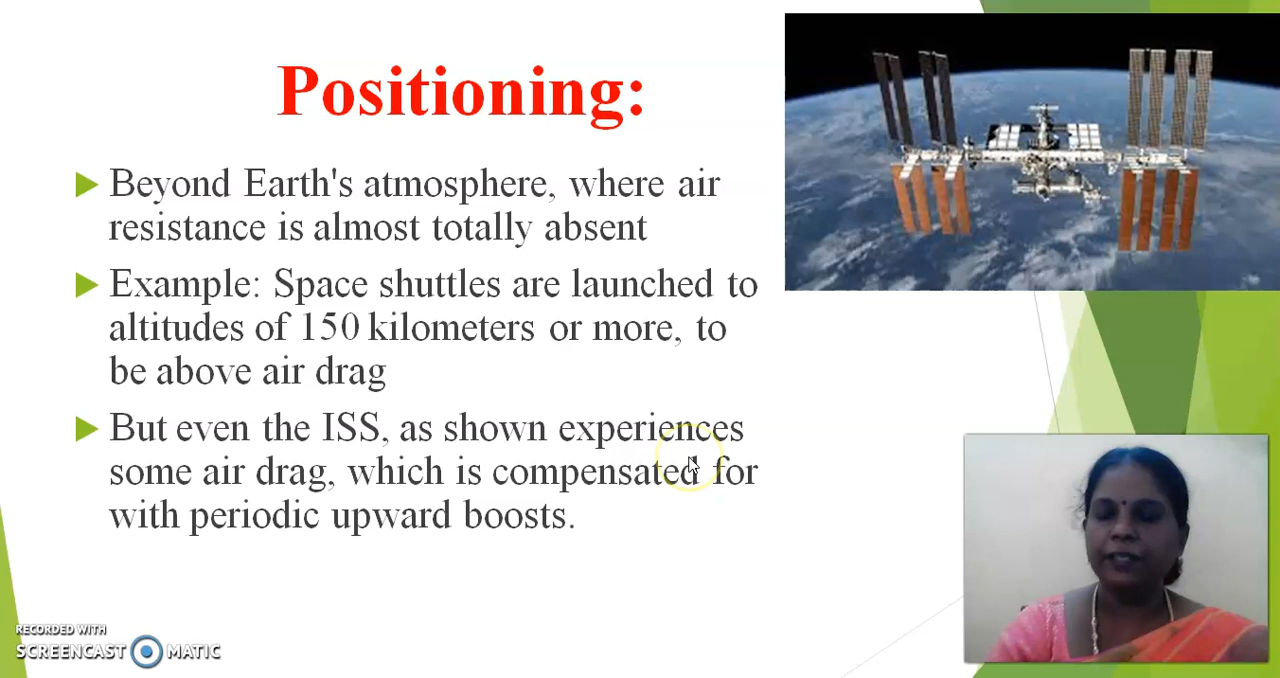 Positioning:
Beyond Earth's atmosphere, where air
resistance is almost totally absent
Example: Space shuttles are launched to
altitudes of 150 kilometers or more, to
be above air drag
But even the ISS, as shown experiences
some air drag, which is compensated for
with periodic upward boosts.
RECORDED WITH
SCREENCAST MATIC